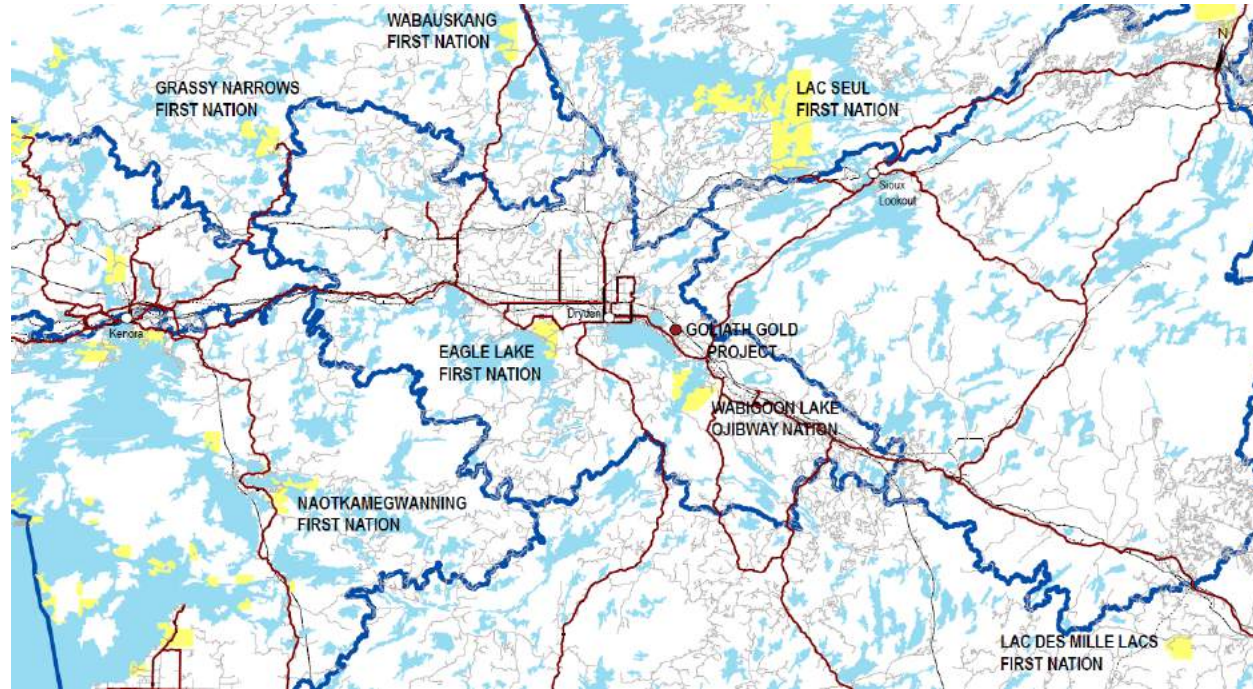 WABAUSKANG
FIRST NATION
N
GRASSY NARROWS
FIRST NATION
LAC SEUL
FIRST NATION
Sioux
Lookout
Kenora
Dryden
GOLIATH GOLD
PROJECT
EAGLE LAKE
FIRST NATION
WABIGOON LAKE
OJIBWAY NATION
NAOTKAMEGWANNING
FIRST NATION
LAC DES MILLE LACS
FIRST NATION